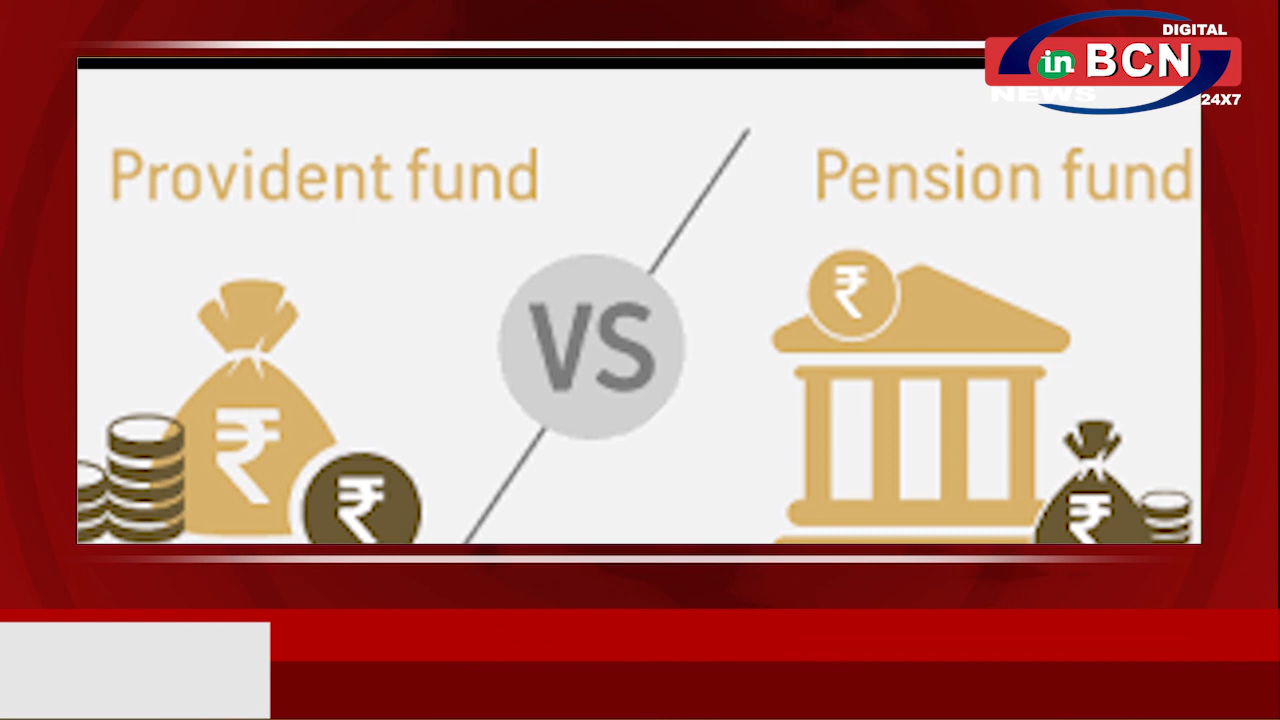 DIGITAL
in BCN
NEWS 24X7
Provident fund
Pension fund
VS
₹
₹
₹
₹